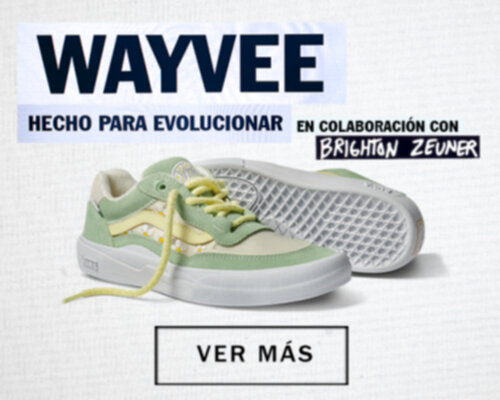 WAYVEE
HECHO PARA EVOLUCIONAR
EN COLABORACIÓN CON
BRIGHTON ZEUNER
VER MÁS